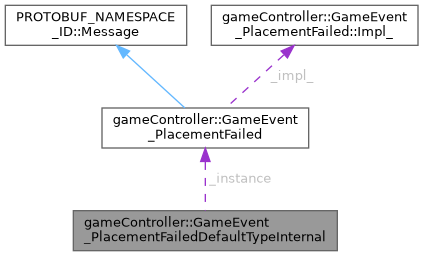 PROTOBUF_NAMESPACE
_ID::Message
gameController::GameEvent
_PlacementFailed::Impl_
_impl_
gameController::GameEvent
_PlacementFailed
_instance
gameController::GameEvent
_PlacementFailedDefaultTypeInternal